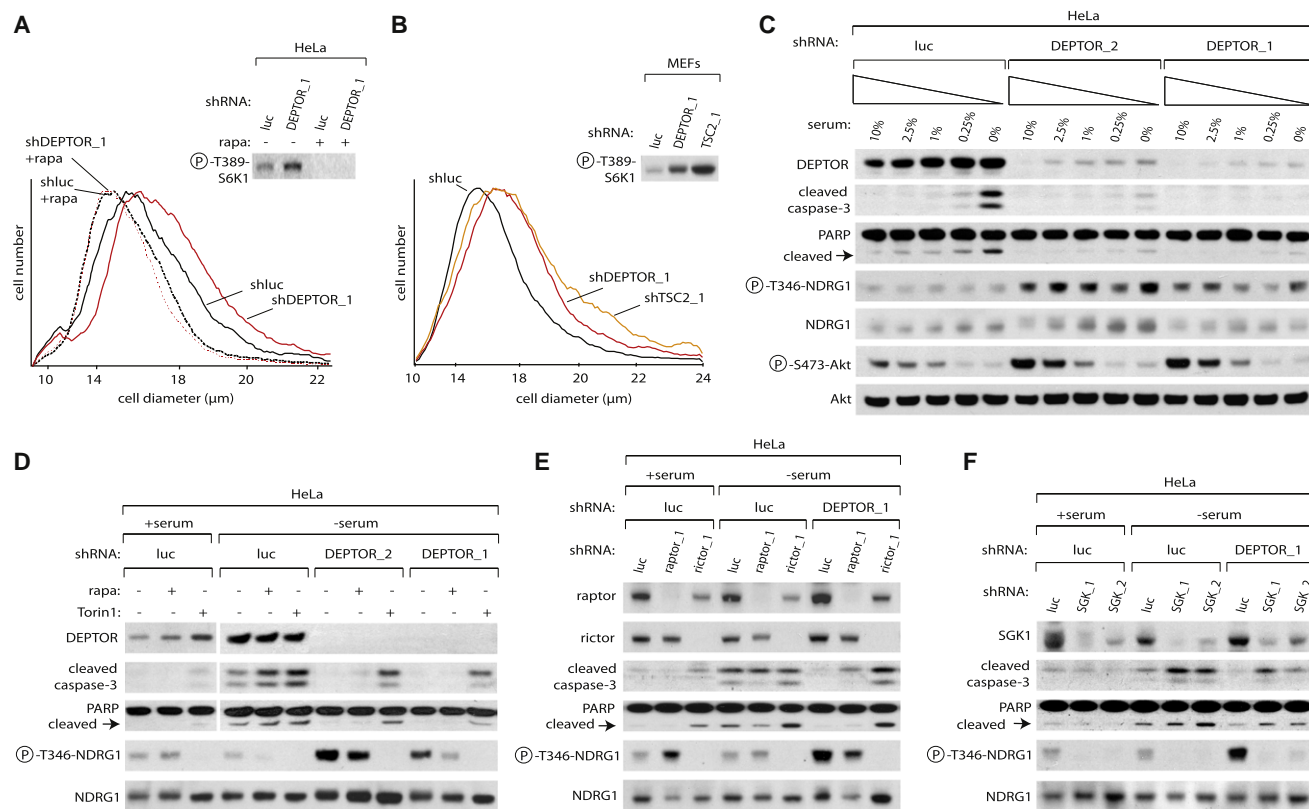 A
HeLa
shRNA:
luc
DEPTOR_1
luc
DEPTOR_1
rapa: - - + +
Ⓟ-T389-
S6K1
shDEPTOR_1
+rapa
shluc
+rapa
shluc
shDEPTOR_1
cell number
10 14 18 22
cell diameter (µm)
B
MEFs
shRNA:
luc
DEPTOR_1
TSC2_1
Ⓟ-T389-
S6K1
shluc
shDEPTOR_1
shTSC2_1
cell number
10 14 16 18 20 22 24
cell diameter (µm)
C
HeLa
shRNA: luc DEPTOR_2 DEPTOR_1
serum: 10% 2.5% 1% 0.25% 0% 10% 2.5% 1% 0.25% 0% 10% 2.5% 1% 0.25% 0%
DEPTOR
cleaved
caspase-3
PARP
cleaved
Ⓟ-T346-NDRG1
NDRG1
Ⓟ-S473-Akt
Akt
D
HeLa
+serum -serum
shRNA: luc luc DEPTOR_2 DEPTOR_1
rapa: - + - - + - - + - - + -
Torin1: - - + - - + - - + - - +
DEPTOR
cleaved
caspase-3
PARP
cleaved
Ⓟ-T346-NDRG1
NDRG1
E
HeLa
+serum -serum
shRNA: luc luc DEPTOR_1
shRNA: luc raptor_1 rictor_1 luc raptor_1 rictor_1 luc raptor_1 rictor_1
raptor
rictor
cleaved
caspase-3
PARP
cleaved
Ⓟ-T346-NDRG1
NDRG1
F
HeLa
+serum -serum
shRNA: luc luc DEPTOR_1
shRNA: luc SGK_1 SGK_2 luc SGK_1 SGK_2 luc SGK_1 SGK_2
SGK1
cleaved
caspase-3
PARP
cleaved
Ⓟ-T346-NDRG1
NDRG1